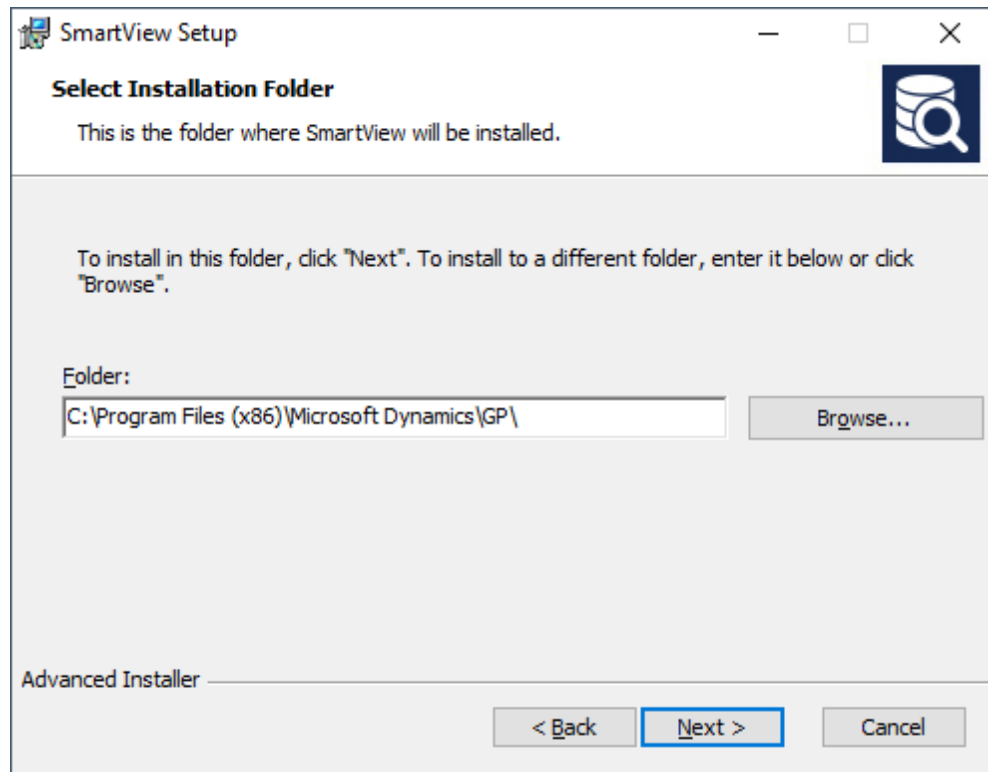 SmartView Setup
Select Installation Folder
This is the folder where SmartView will be installed.
To install in this folder, click "Next". To install to a different folder, enter it below or click
"Browse".
Folder:
C:\Program Files (x86)\Microsoft Dynamics\GP\
Browse...
Advanced Installer
< Back
Next >
Cancel